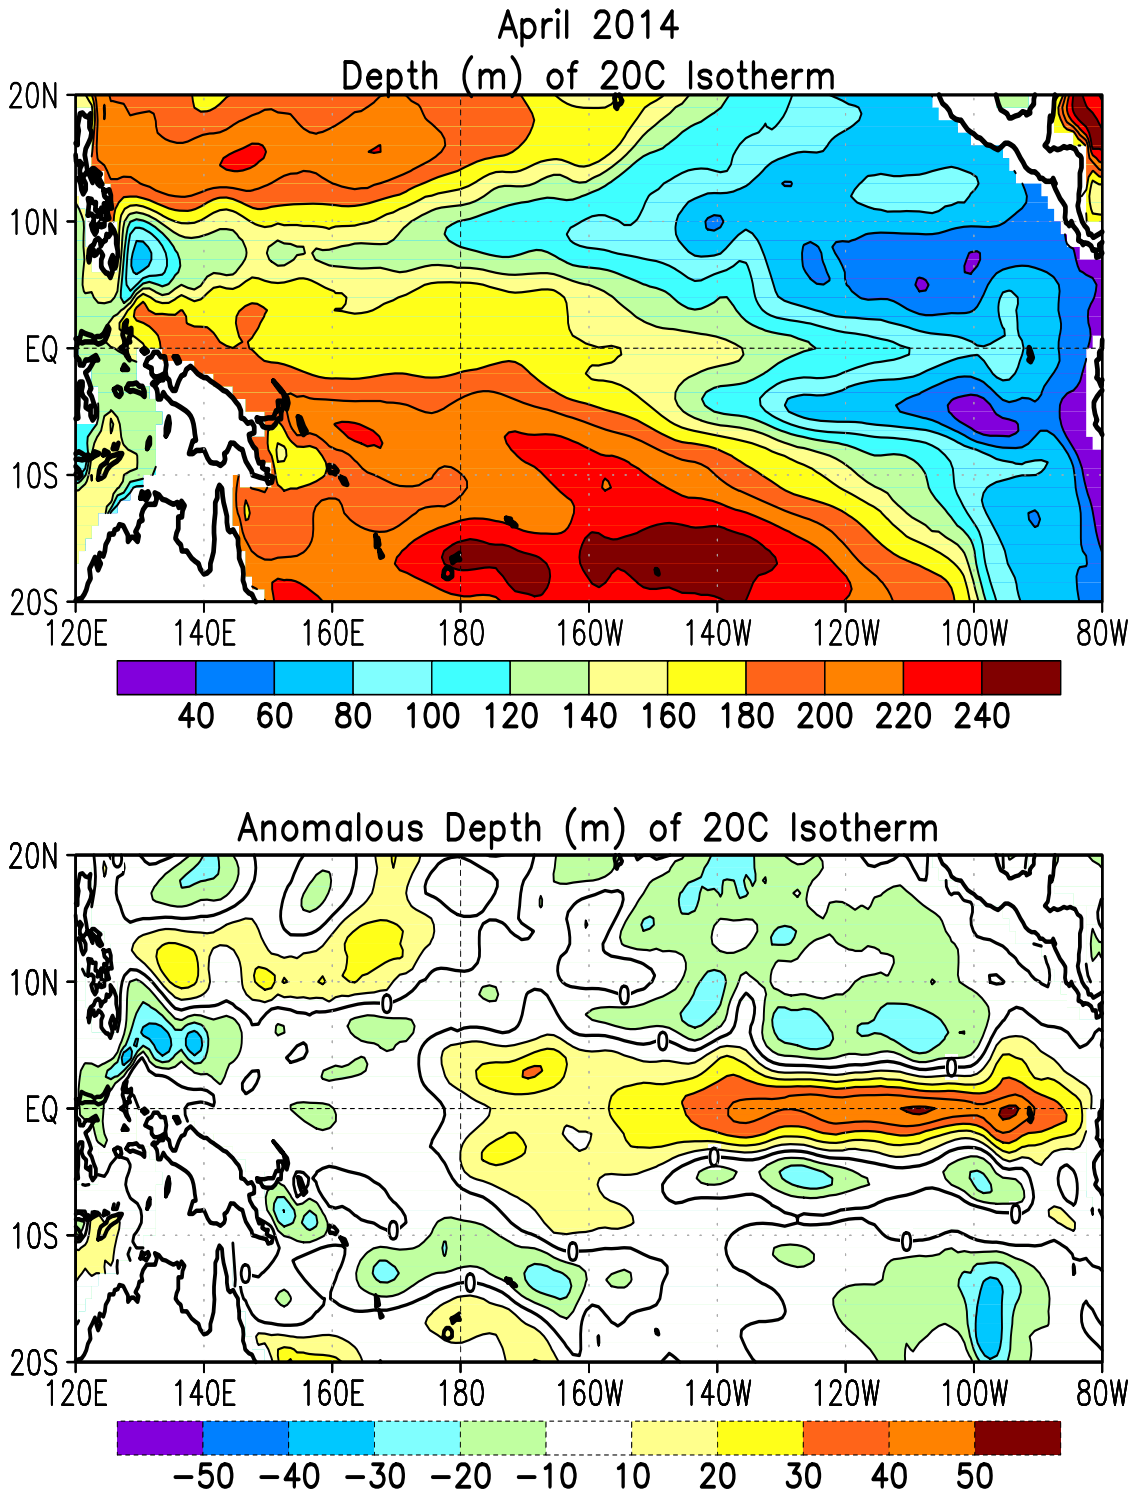 April 2014
Depth (m) of 20C Isotherm
20N
10N
EQ
10S
20S
120E 140E 160E 180 160W 140W 120W 100W 80W
40 60 80 100 120 140 160 180 200 220 240
Anomalous Depth (m) of 20C Isotherm
20N
0
10N
0
0
0
EQ
0
0
0
10S
0
0
0
0
20S
120E 140E 160E 180 160W 140W 120W 100W 80W
−50 −40 −30 −20 −10 10 20 30 40 50